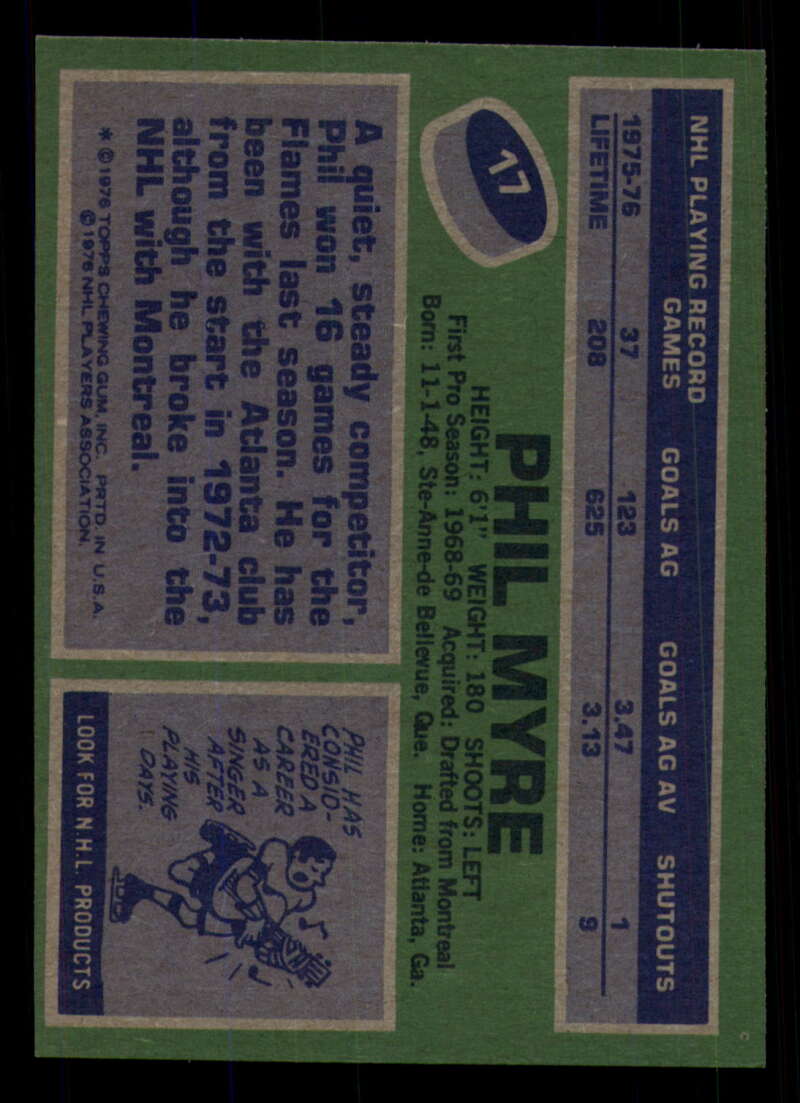 NHL PLAYING RECORD
GAMES GOALS AG GOALS AG AV SHUTOUTS
1975-76 37 123 3.47 1
LIFETIME 208 625 3.13 9
17
PHIL MYRE
HEIGHT: 6'1" WEIGHT: 180 SHOOTS: LEFT
First Pro Season: 1968-69 Acquired: Drafted from Montreal
Born: 11-1-48, Ste-Anne-de Bellevue, Que. Home: Atlanta, Ga.
A quiet, steady competitor,
Phil won 16 games for the
Flames last season. He has
been with the Atlanta club
from the start in 1972-73,
although he broke into the
NHL with Montreal.
* © 1976 TOPPS CHEWING GUM, INC. PRTD. IN U.S.A.
© 1976 NHL PLAYERS ASSOCIATION.
PHIL HAS
CONSID-
ERED A
CAREER
AS A
SINGER
AFTER
HIS
PLAYING
DAYS.
LOOK FOR N.H.L. PRODUCTS